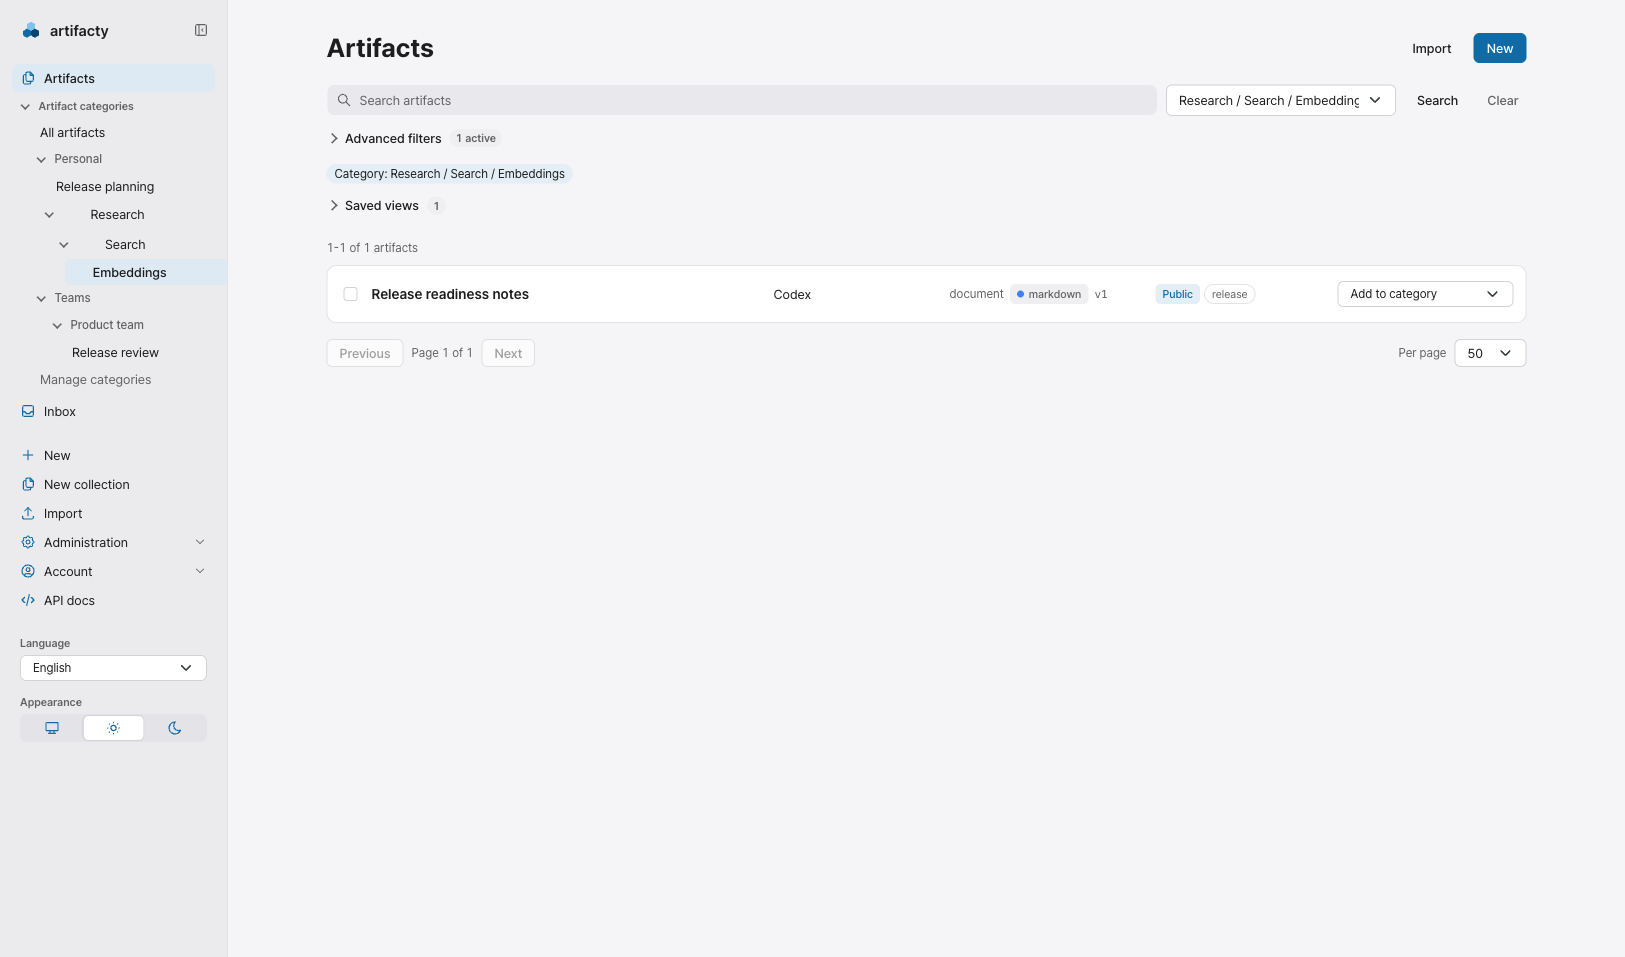 artifacty
Artifacts
Artifact categories
All artifacts
Personal
Release planning
Research
Search
Embeddings
Teams
Product team
Release review
Manage categories
Inbox
New
New collection
Import
Administration
Account
API docs
Language
English
Appearance
Artifacts
Import
New
Search artifacts
Research / Search / Embedding
Search
Clear
Advanced filters
1 active
Category: Research / Search / Embeddings
Saved views
1
1-1 of 1 artifacts
Release readiness notes
Codex
document
markdown
v1
Public
release
Add to category
Previous
Page 1 of 1
Next
Per page
50